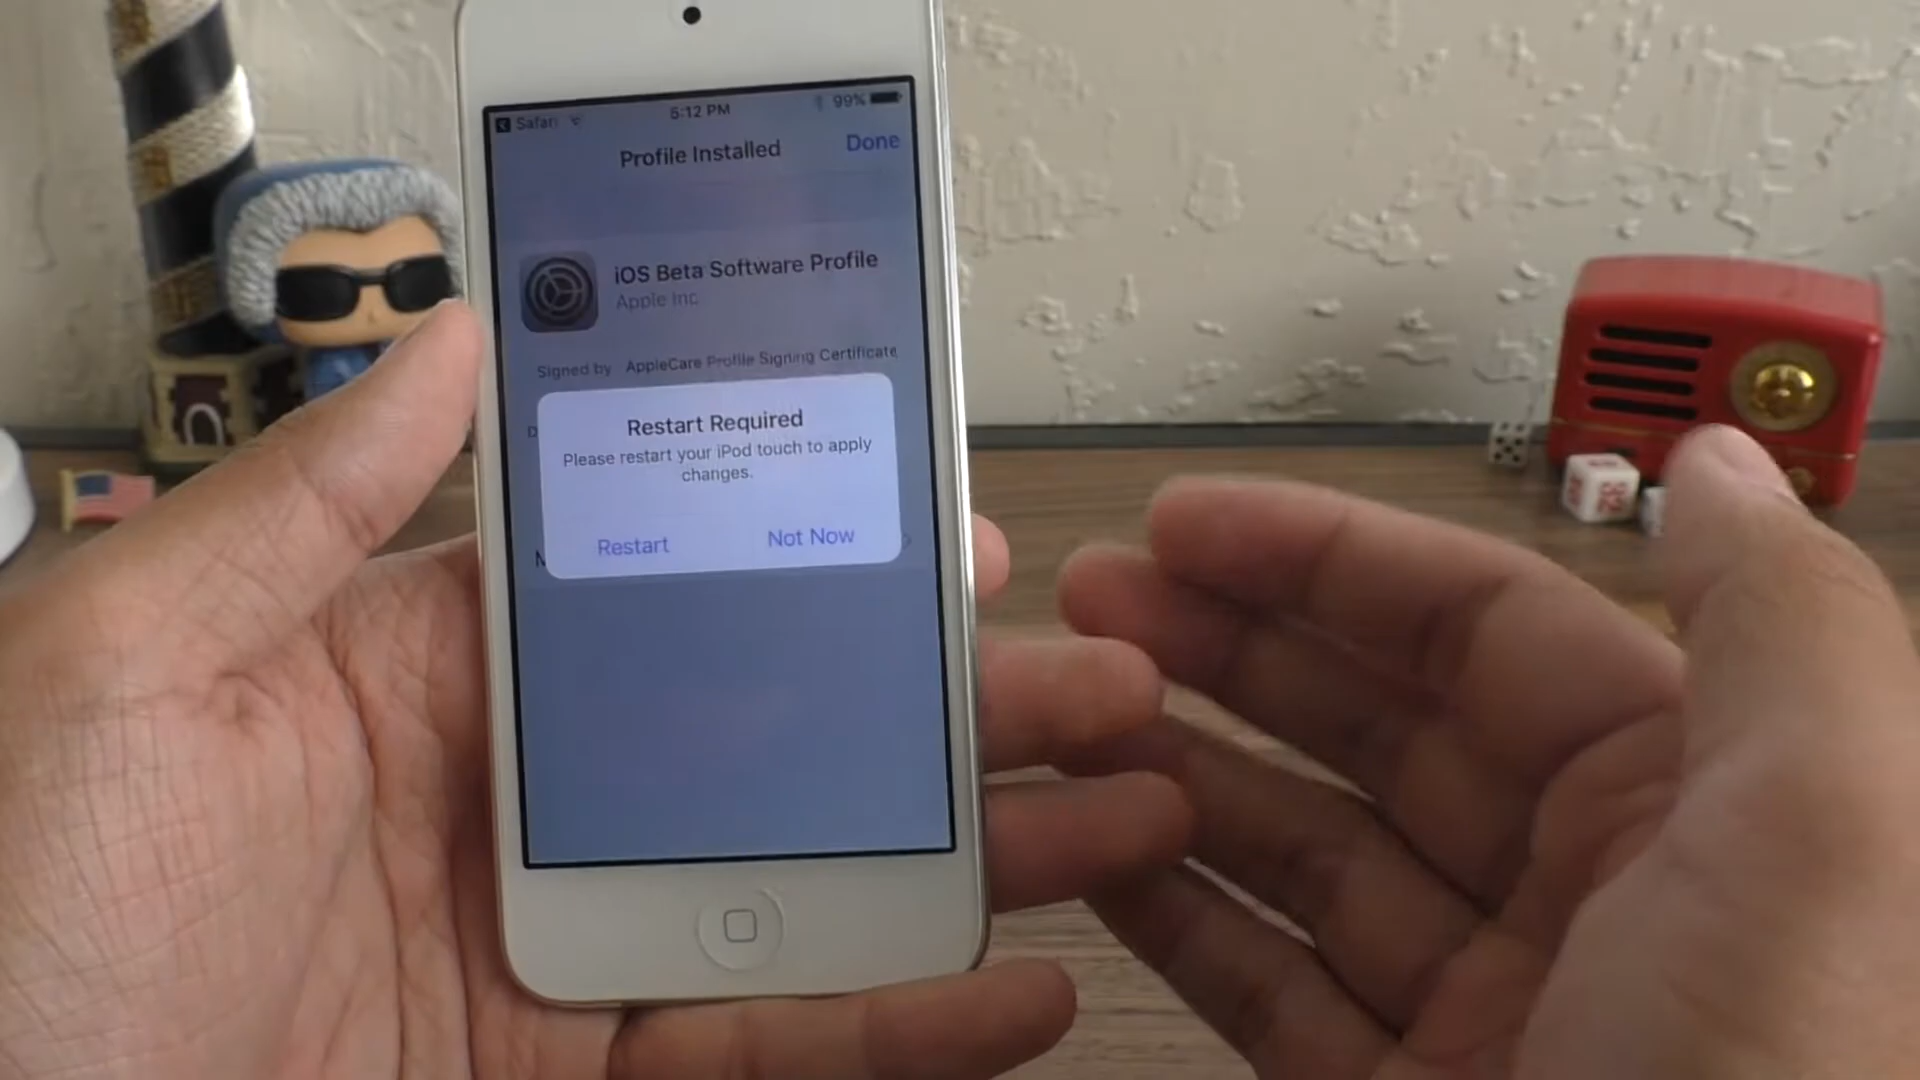 Safari 5:12 PM 99%
Profile Installed Done
iOS Beta Software Profile
Apple Inc.
Signed by AppleCare Profile Signing Certificate
D
Restart Required
Please restart your iPod touch to apply
changes.
Restart Not Now